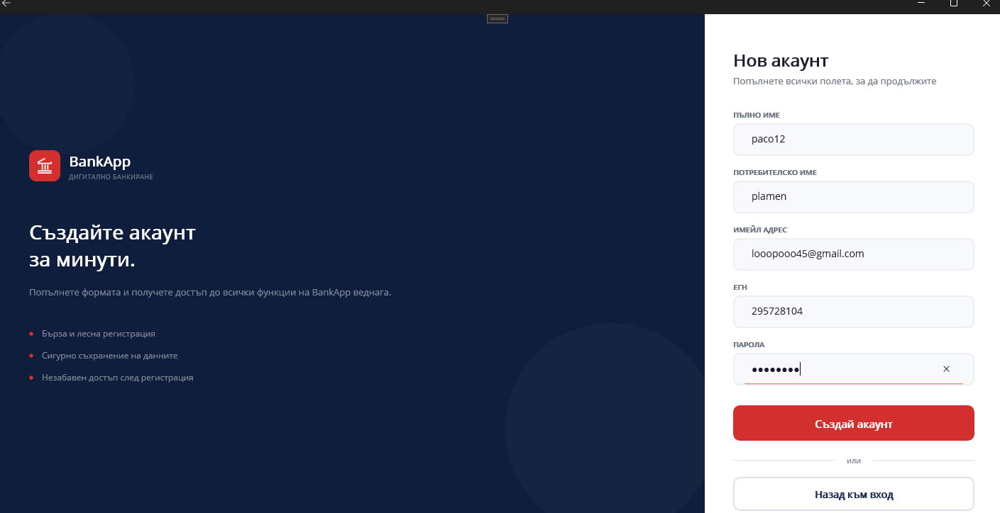 BankApp
ДИГИТАЛНО БАНКИРАНЕ
Създайте акаунт
за минути.
Попълнете формата и получете достъп до всички функции на BankApp веднага.
Бърза и лесна регистрация
Сигурно съхранение на данните
Незабавен достъп след регистрация
Нов акаунт
Попълнете всички полета, за да продължите
ПЪЛНО ИМЕ
paco12
ПОТРЕБИТЕЛСКО ИМЕ
plamen
ИМЕЙЛ АДРЕС
looopooo45@gmail.com
ЕГН
295728104
ПАРОЛА
••••••••
Създай акаунт
или
Назад към вход